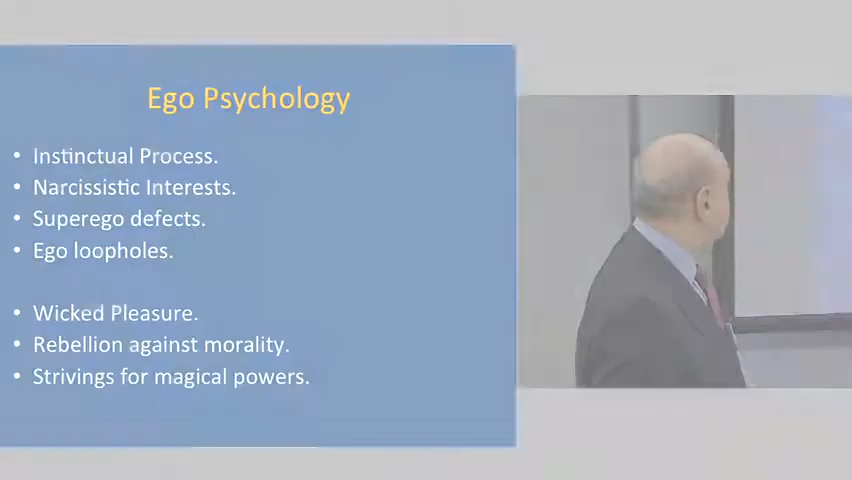 Ego Psychology
• Instinctual Process.
• Narcissistic Interests.
• Superego defects.
• Ego loopholes.
• Wicked Pleasure.
• Rebellion against morality.
• Strivings for magical powers.